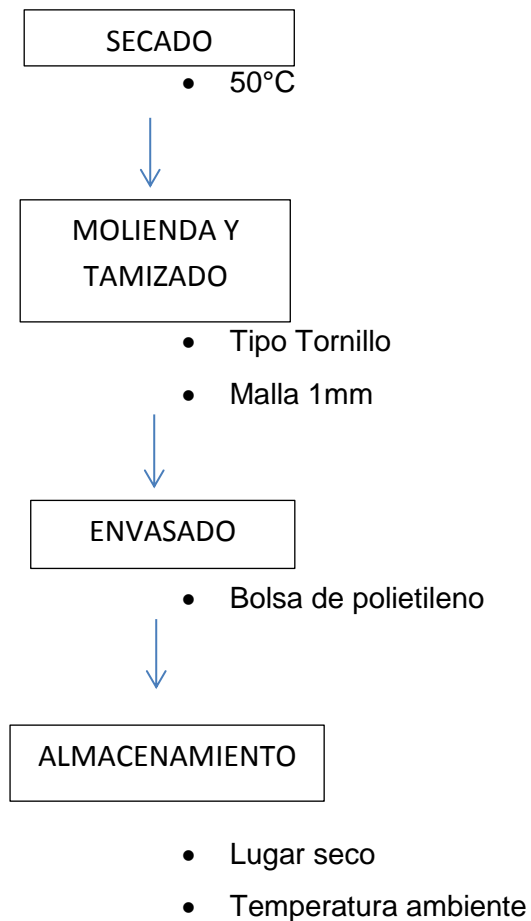 SECADO
• 50°C
MOLIENDA Y
TAMIZADO
• Tipo Tornillo
• Malla 1mm
ENVASADO
• Bolsa de polietileno
ALMACENAMIENTO
• Lugar seco
• Temperatura ambiente